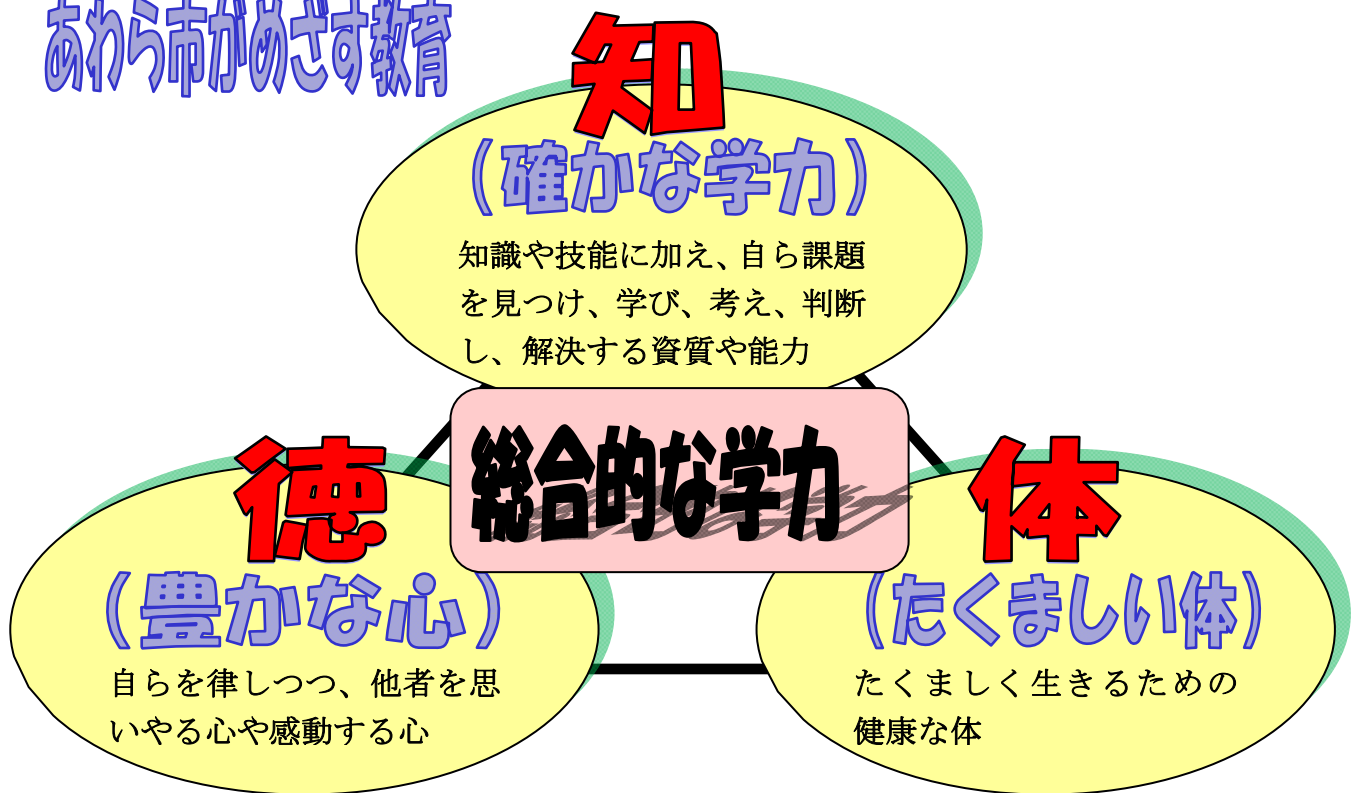 あわら市がめざす教育
知
(確かな学力)
知識や技能に加え、自ら課題
を見つけ、学び、考え、判断
し、解決する資質や能力
総合的な学力
徳
(豊かな心)
自らを律しつつ、他者を思
いやる心や感動する心
体
(たくましい体)
たくましく生きるための
健康な体